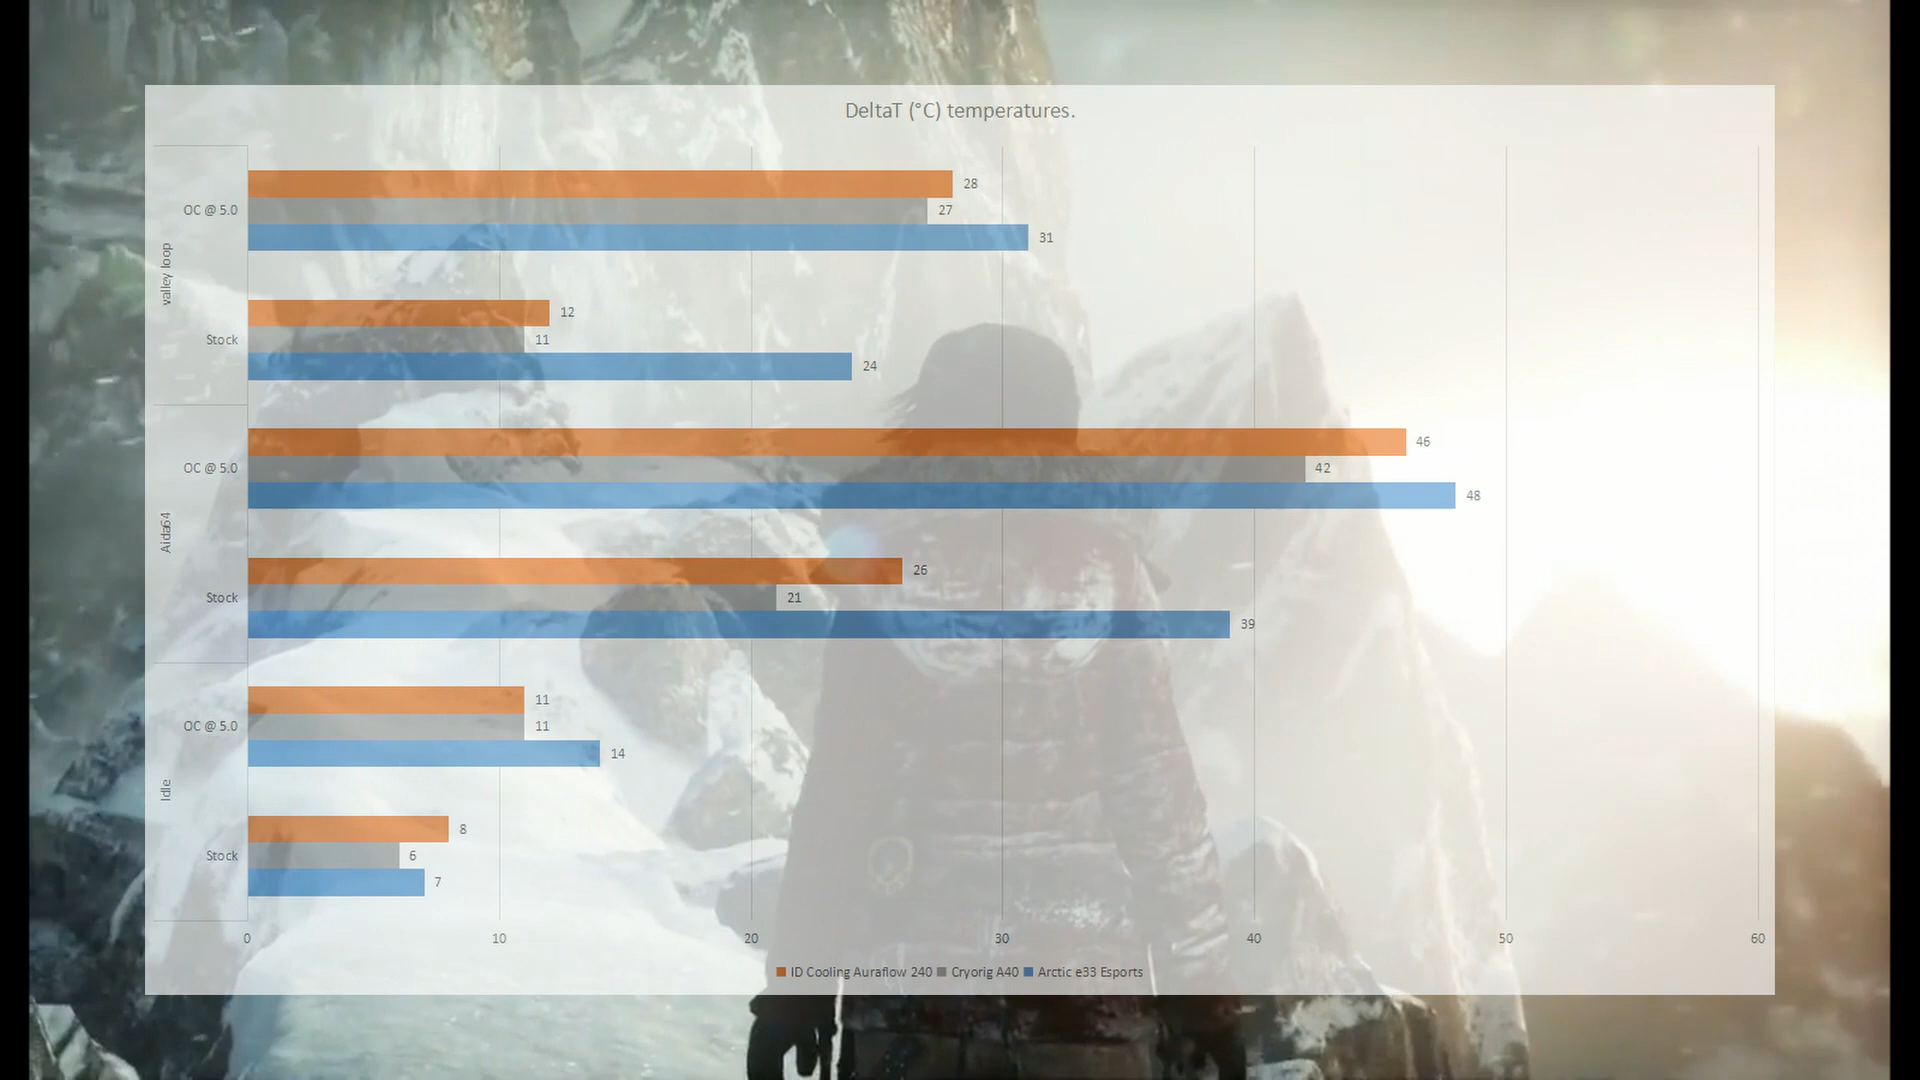 DeltaT (°C) temperatures.
valley loop
OC @ 5.0
28
27
31
Stock
12
11
24
Aida64
OC @ 5.0
46
42
48
Stock
26
21
39
Idle
OC @ 5.0
11
11
14
Stock
8
6
7
0 10 20 30 40 50 60
ID Cooling Auraflow 240 Cryorig A40 Arctic e33 Esports